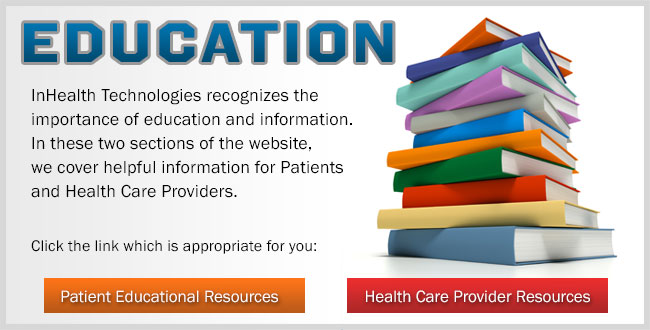 EDUCATION
InHealth Technologies recognizes the
importance of education and information.
In these two sections of the website,
we cover helpful information for Patients
and Health Care Providers.
Click the link which is appropriate for you:
Patient Educational Resources
Health Care Provider Resources